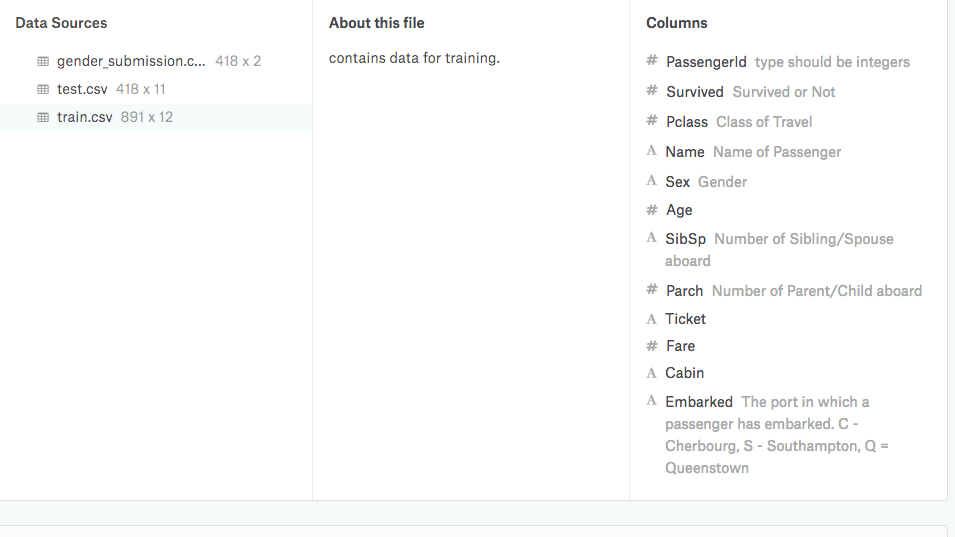 Data Sources
gender_submission.c... 418 x 2
test.csv 418 x 11
train.csv 891 x 12
About this file
contains data for training.
Columns
# PassengerId type should be integers
# Survived Survived or Not
# Pclass Class of Travel
A Name Name of Passenger
A Sex Gender
# Age
A SibSp Number of Sibling/Spouse
aboard
# Parch Number of Parent/Child aboard
A Ticket
# Fare
A Cabin
A Embarked The port in which a
passenger has embarked. C -
Cherbourg, S - Southampton, Q =
Queenstown